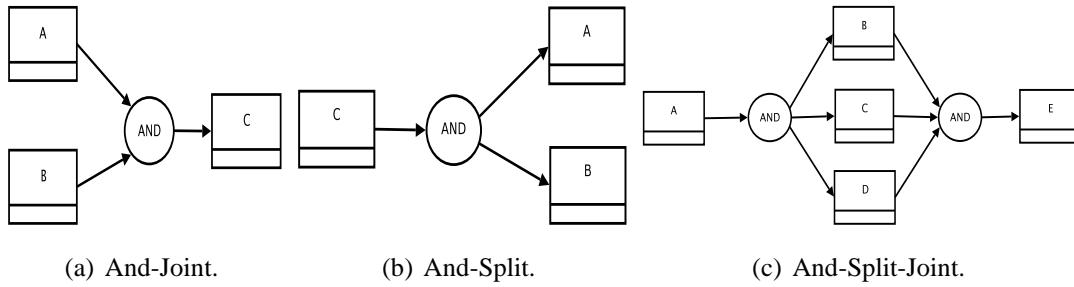 A
B
AND
C
(a) And-Joint.
C
AND
A
B
(b) And-Split.
A
AND
B
C
D
AND
E
(c) And-Split-Joint.